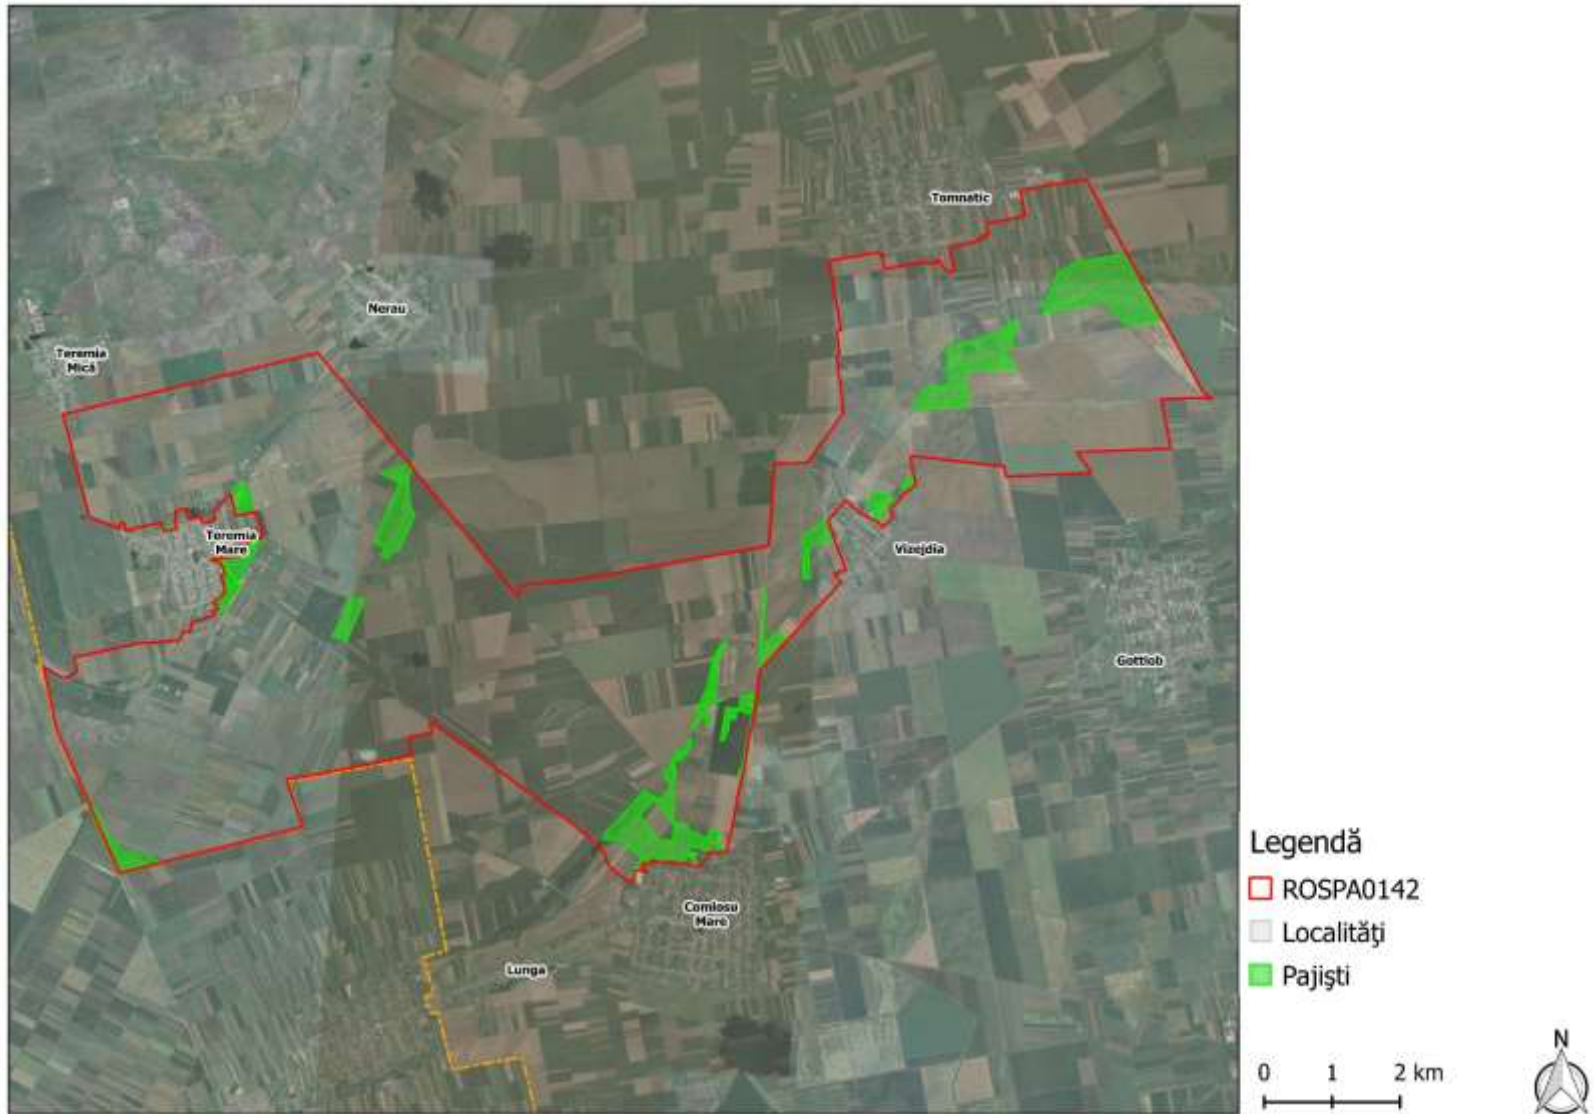 Tomnatic
Nerau
Teremia
Mică
Teremia
Mare
Vizejdia
Gottlob
Comlosu
Mare
Lunga
Legendă
ROSPA0142
Localităţi
Pajişti
N
0 1 2 km